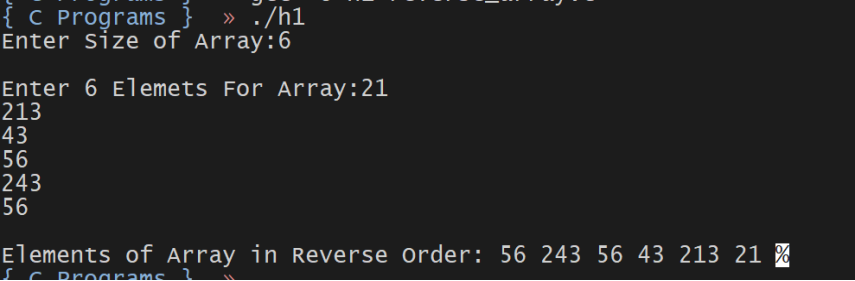 { C Programs }  » ./h1
Enter Size of Array:6
Enter 6 Elemets For Array:21
213
43
56
243
56
Elements of Array in Reverse Order: 56 243 56 43 213 21 %
{ C Programs }  »